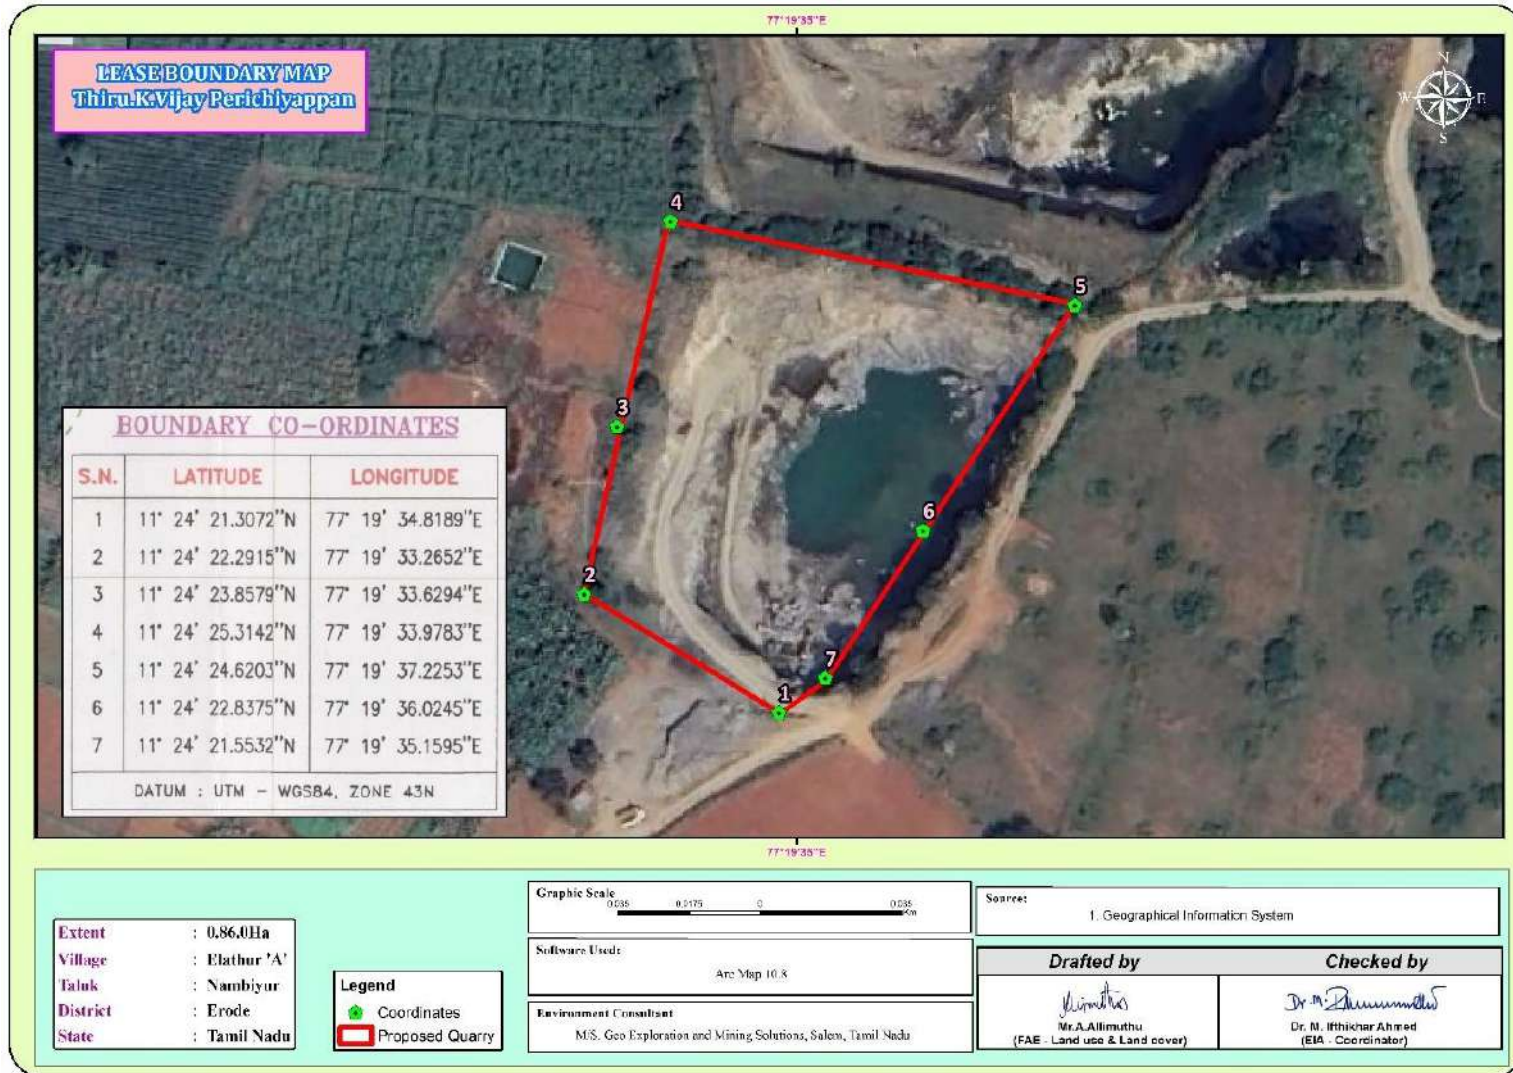 77°19'35"E
LEASE BOUNDARY MAP
Thiru.K.Vijay Perichiyappan
N
W E
S
4
5
3
6
2
7
1
BOUNDARY CO-ORDINATES
S.N. LATITUDE LONGITUDE
1 11° 24' 21.3072"N 77° 19' 34.8189"E
2 11° 24' 22.2915"N 77° 19' 33.2652"E
3 11° 24' 23.8579"N 77° 19' 33.6294"E
4 11° 24' 25.3142"N 77° 19' 33.9783"E
5 11° 24' 24.6203"N 77° 19' 37.2253"E
6 11° 24' 22.8375"N 77° 19' 36.0245"E
7 11° 24' 21.5532"N 77° 19' 35.1595"E
DATUM : UTM - WGS84, ZONE 43N
77°19'35"E
Extent : 0.86.0Ha
Village : Elathur 'A'
Taluk : Nambiyur
District : Erode
State : Tamil Nadu
Legend
Coordinates
Proposed Quarry
Graphic Scale
0.035 0.0175 0 0.035
Km
Software Used:
Arc Map 10.8
Environment Consultant
M/S. Geo Exploration and Mining Solutions, Salem, Tamil Nadu
Source:
1. Geographical Information System
Drafted by
Mr.A.Allimuthu
(FAE - Land use & Land cover)
Checked by
Dr. M. Ifthikhar Ahmed
(EIA - Coordinator)